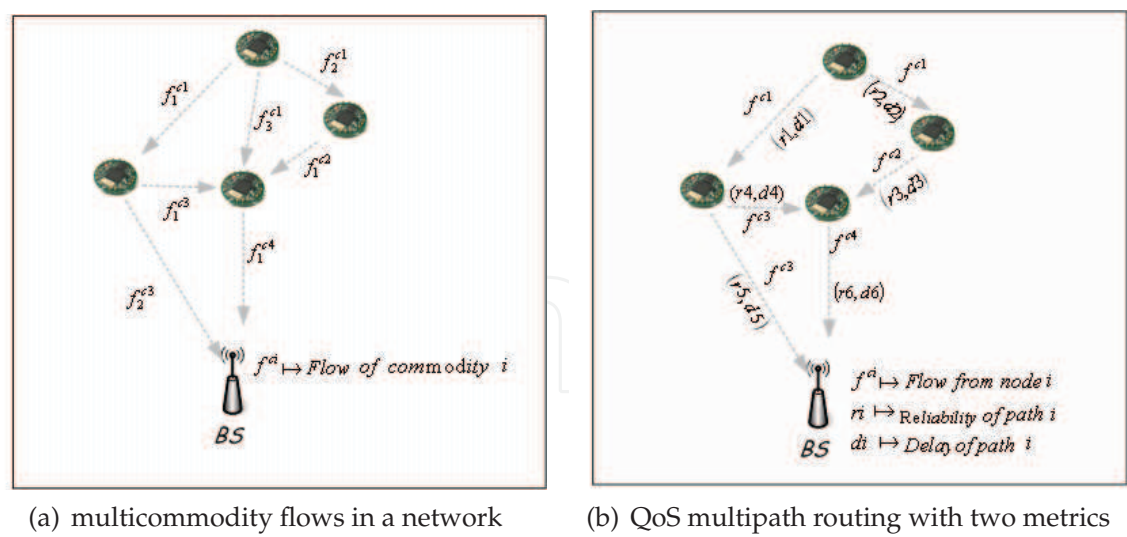 f_2^{c1}
f_1^{c1}
f_3^{c1}
f_1^{c2}
f_1^{c3}
f_1^{c4}
f_2^{c3}
f^{ci} ↦ Flow of commodity i
BS
(a) multicommodity flows in a network
f^{c1}
f^{c1}
(r2,d2)
(r1,d1)
f^{c2}
(r4,d4)
(r3,d3)
f^{c3}
f^{c4}
f^{c3}
(r5,d5)
(r6,d6)
f^{ci} ↦ Flow from node i
ri ↦ Reliability of path i
di ↦ Delay of path i
BS
(b) QoS multipath routing with two metrics